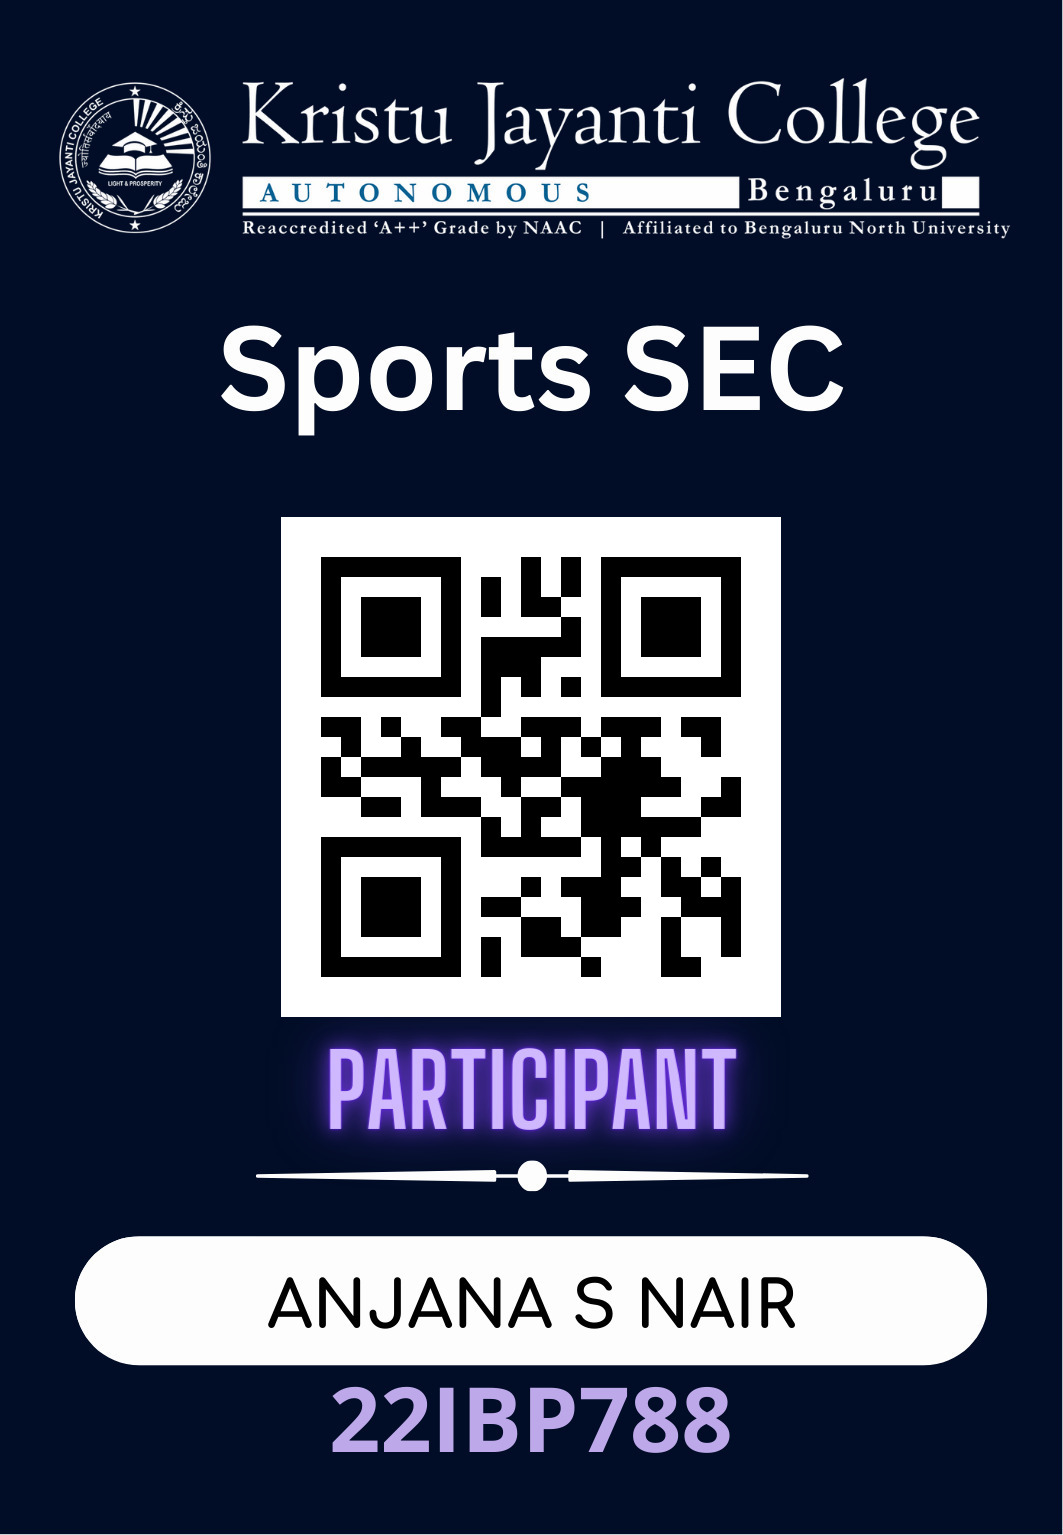 KRISTU JAYANTI COLLEGE
ज्योतिसंवाद्याय
ಕ್ರಿಸ್ತು ಜಯಂತಿ ಕಾಲೇಜು
LIGHT & PROSPERITY
Kristu Jayanti College
AUTONOMOUS Bengaluru
Reaccredited ‘A++’ Grade by NAAC | Affiliated to Bengaluru North University
Sports SEC
PARTICIPANT
ANJANA S NAIR
22IBP788